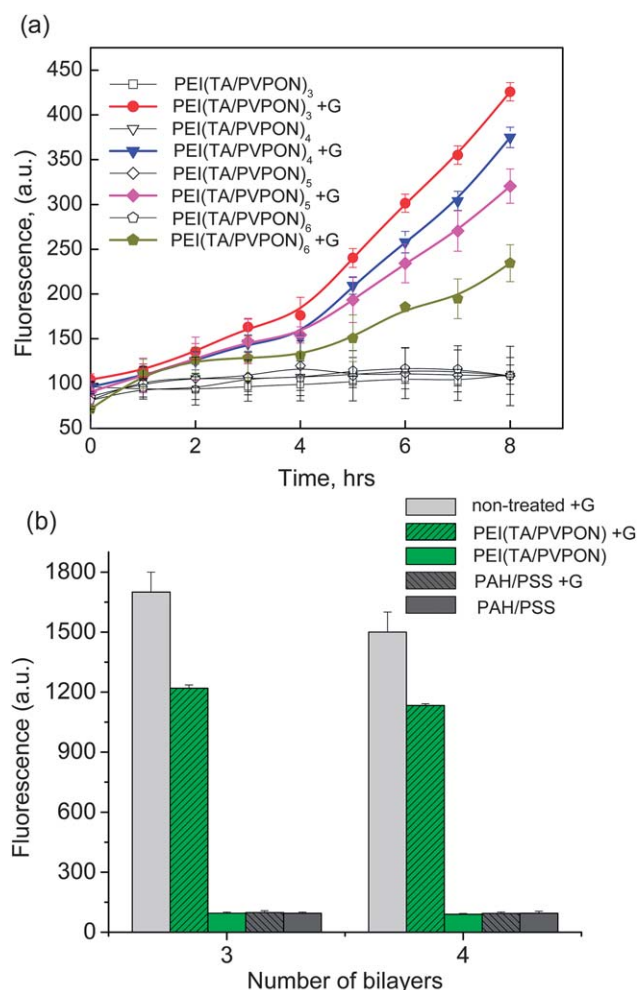 (a)
450
400
350
300
250
200
150
100
50
Fluorescence, (a.u.)
PEI(TA/PVPON)₃
PEI(TA/PVPON)₃ +G
PEI(TA/PVPON)₄
PEI(TA/PVPON)₄ +G
PEI(TA/PVPON)₅
PEI(TA/PVPON)₅ +G
PEI(TA/PVPON)₆
PEI(TA/PVPON)₆ +G
0 2 4 6 8
Time, hrs
(b)
non-treated +G
PEI(TA/PVPON) +G
PEI(TA/PVPON)
PAH/PSS +G
PAH/PSS
1800
1500
1200
900
600
300
0
Fluorescence (a.u.)
3 4
Number of bilayers